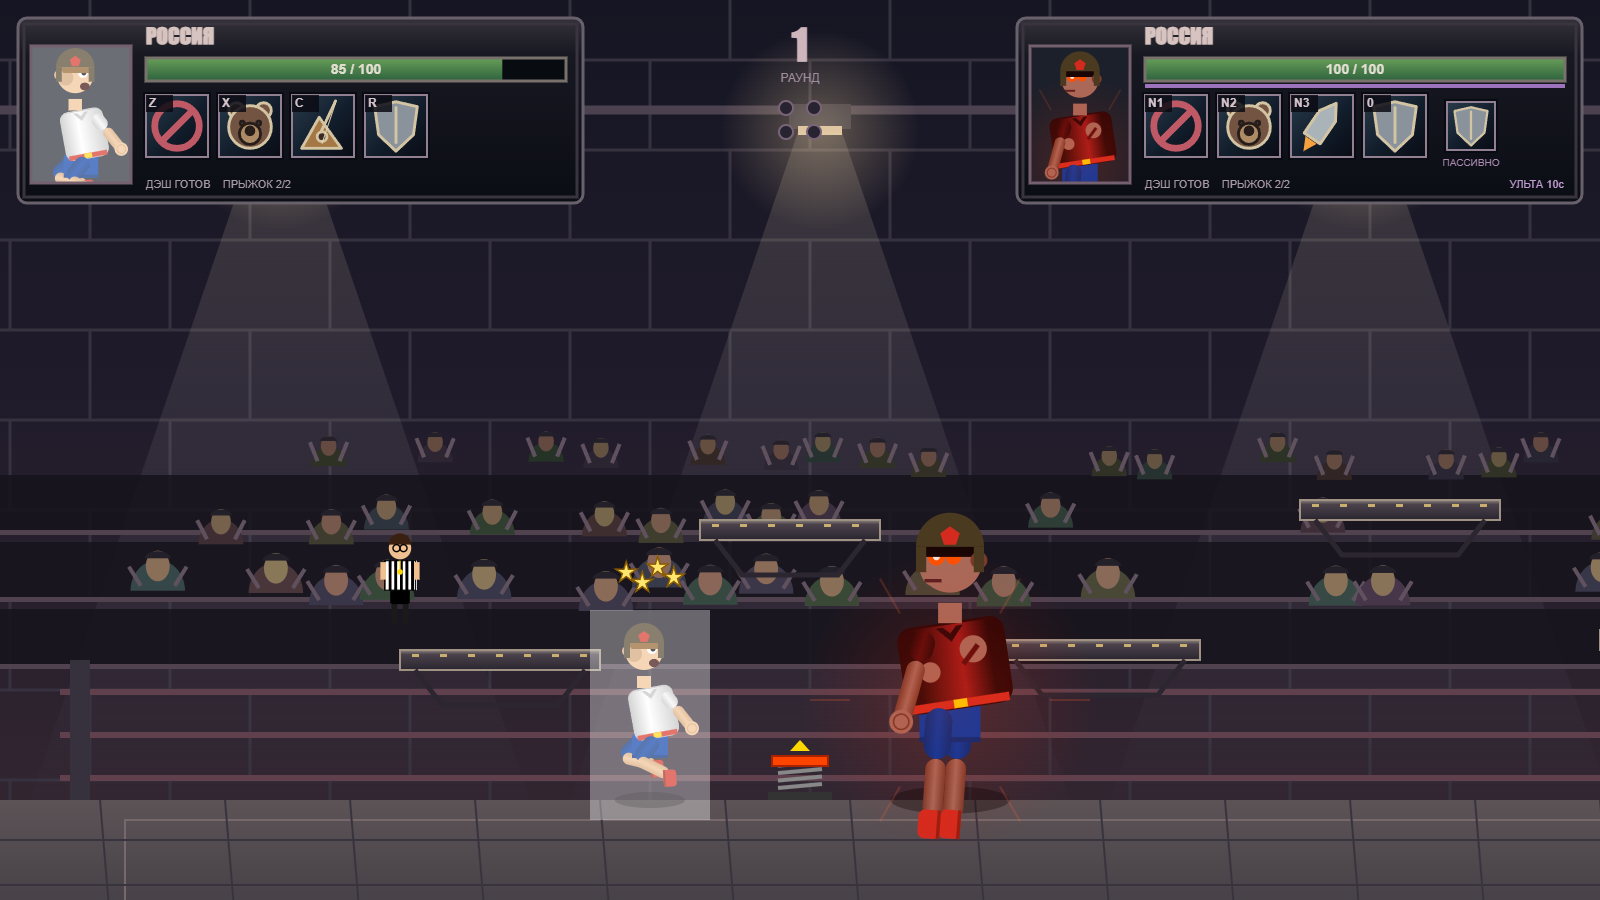 РОССИЯ
85 / 100
Z X C R
ДЭШ ГОТОВ ПРЫЖОК 2/2
1
РАУНД
РОССИЯ
100 / 100
N1 N2 N3 0
ПАССИВНО
ДЭШ ГОТОВ ПРЫЖОК 2/2 УЛЬТА 10с